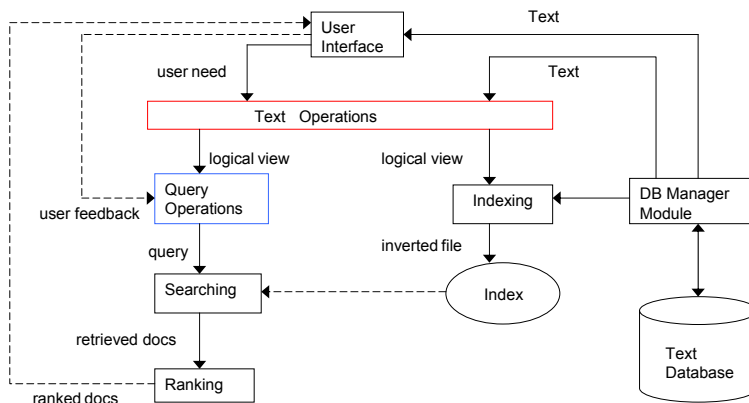 Text
User
Interface
user need
Text
Text Operations
logical view
logical view
Query
Operations
Indexing
DB Manager
Module
user feedback
query
inverted file
Searching
Index
retrieved docs
Text
Database
Ranking
ranked docs